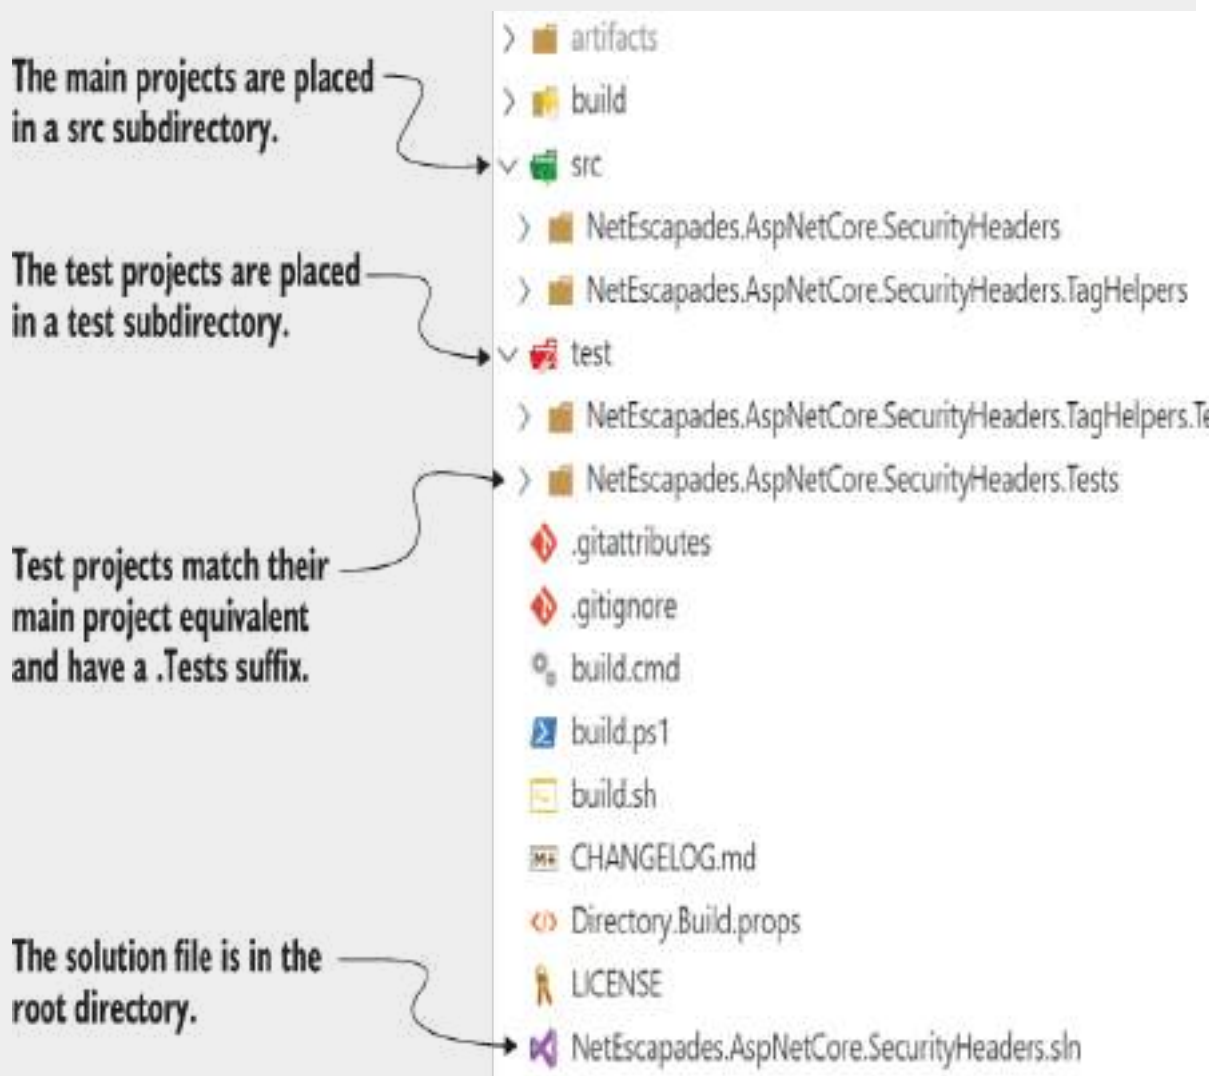 The main projects are placed
in a src subdirectory.
The test projects are placed
in a test subdirectory.
Test projects match their
main project equivalent
and have a .Tests suffix.
The solution file is in the
root directory.
artifacts
build
src
NetEscapades.AspNetCore.SecurityHeaders
NetEscapades.AspNetCore.SecurityHeaders.TagHelpers
test
NetEscapades.AspNetCore.SecurityHeaders.TagHelpers.Te
NetEscapades.AspNetCore.SecurityHeaders.Tests
.gitattributes
.gitignore
build.cmd
build.ps1
build.sh
M+ CHANGELOG.md
Directory.Build.props
LICENSE
NetEscapades.AspNetCore.SecurityHeaders.sln